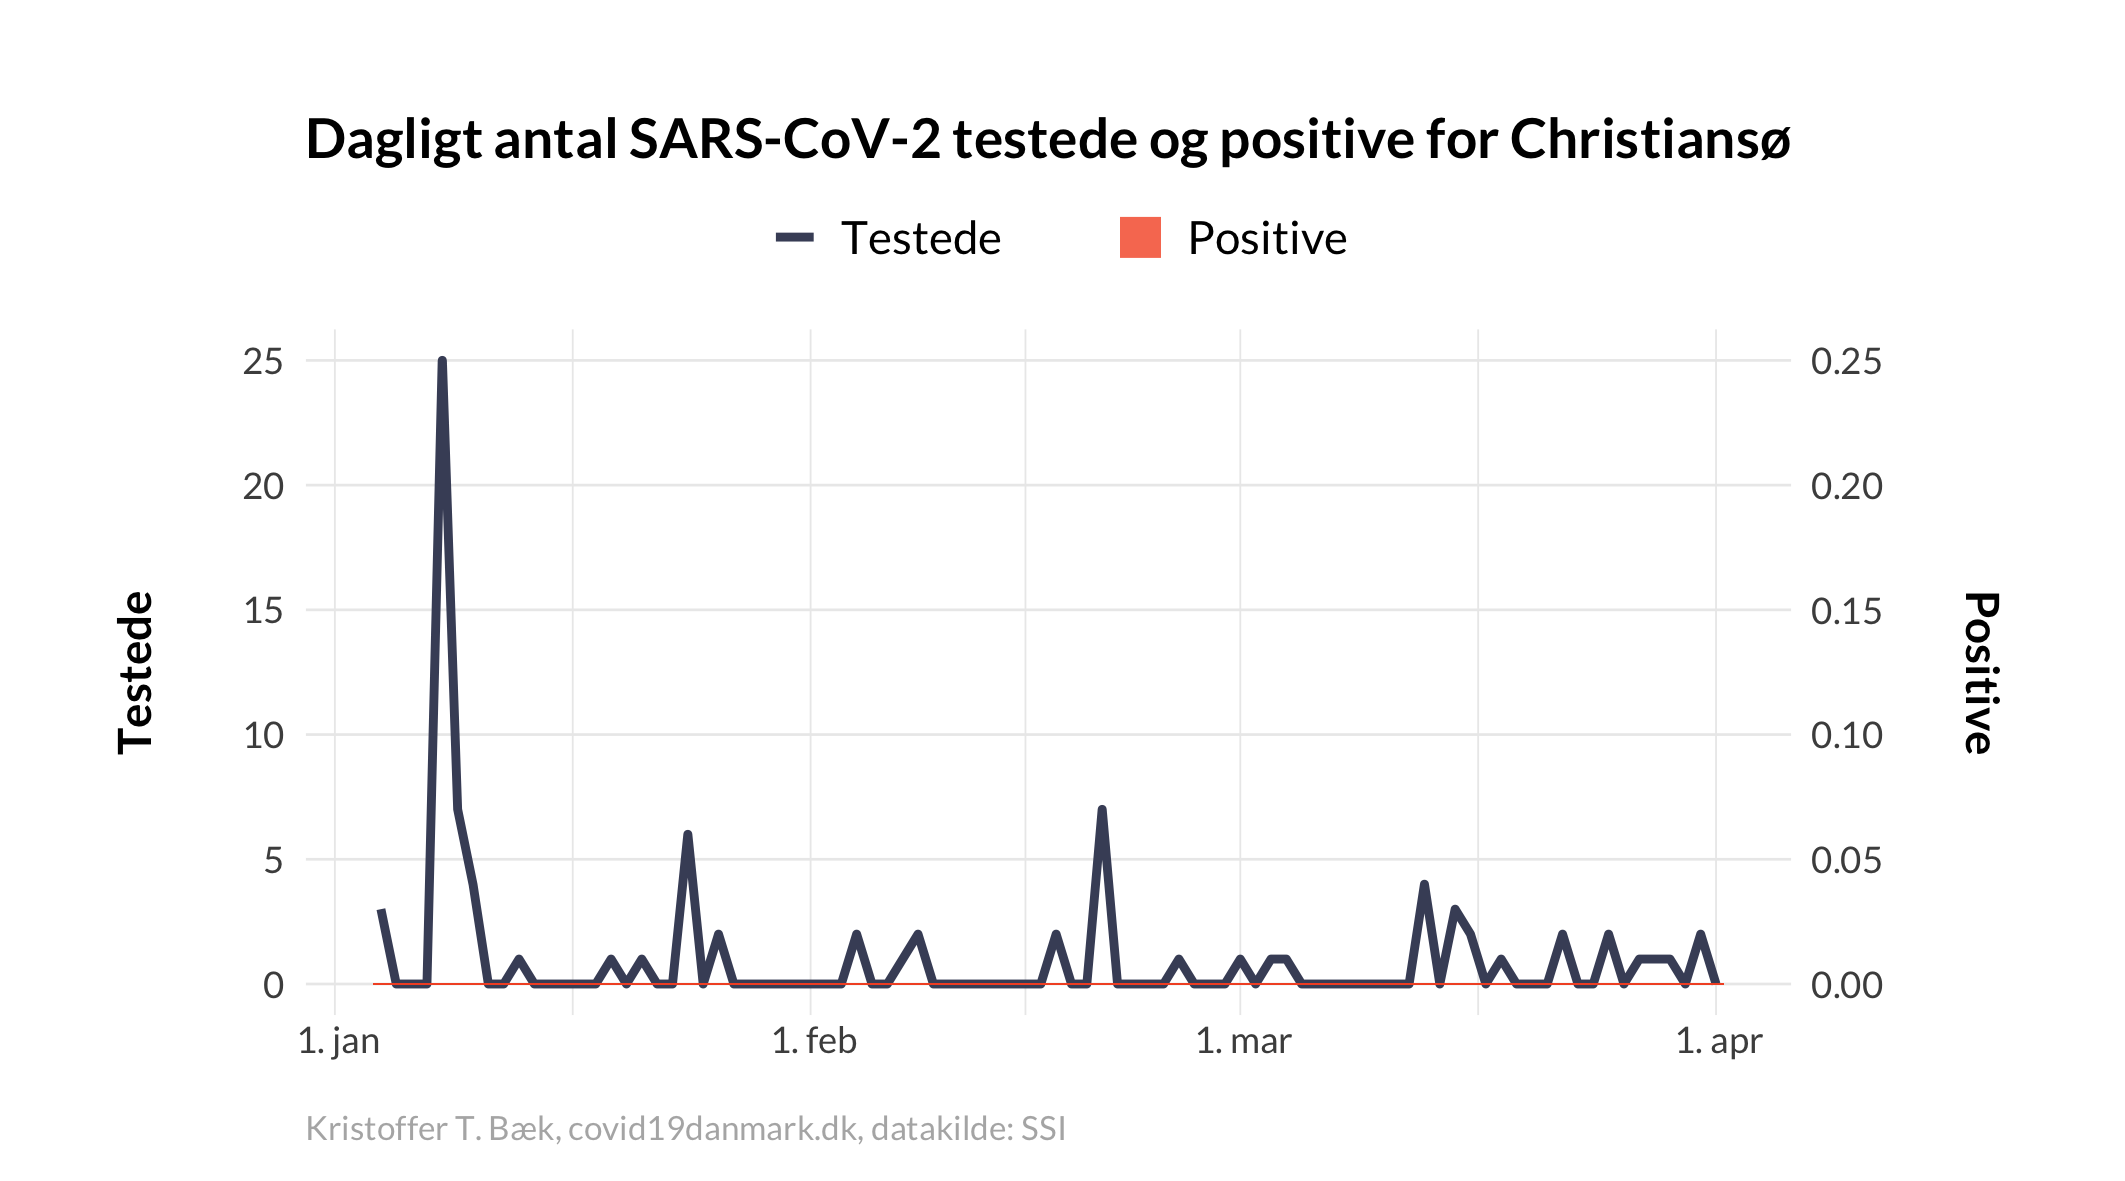 Dagligt antal SARS-CoV-2 testede og positive for Christiansø
Testede Positive
25 0.25
20 0.20
15 0.15
10 0.10
5 0.05
0 0.00
Testede
Positive
1. jan 1. feb 1. mar 1. apr
Kristoffer T. Bæk, covid19danmark.dk, datakilde: SSI